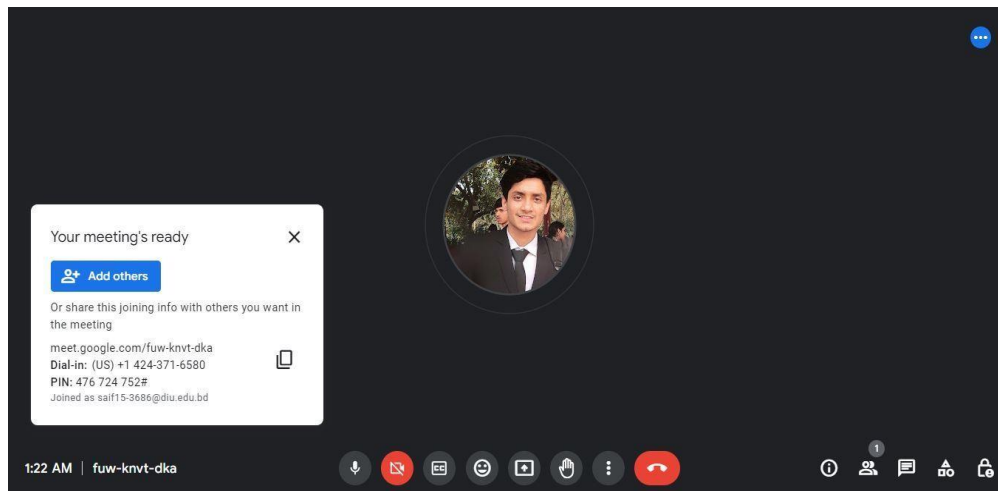 Your meeting's ready
Add others
Or share this joining info with others you want in
the meeting
meet.google.com/fuw-knvt-dka
Dial-in: (US) +1 424-371-6580
PIN: 476 724 752#
Joined as saif15-3686@diu.edu.bd
1:22 AM | fuw-knvt-dka
CC
1